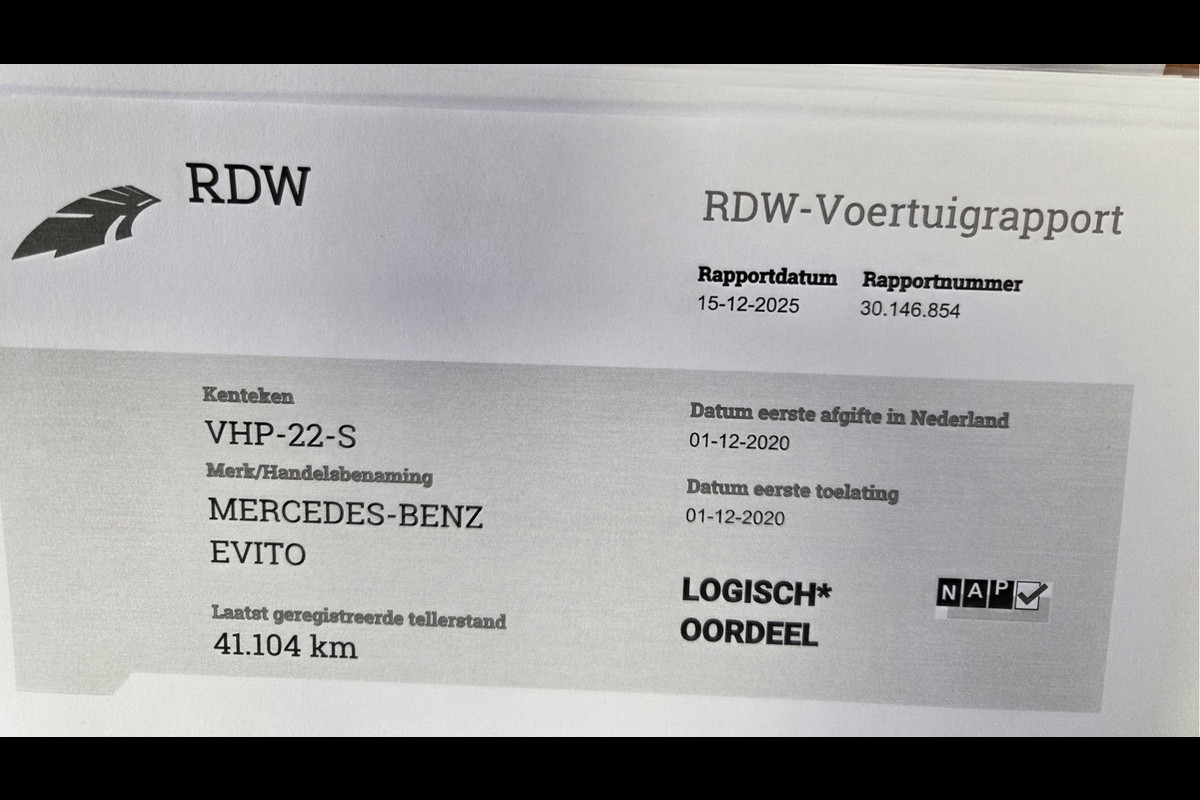 RDW
RDW-Voertuigrapport
Rapportdatum Rapportnummer
15-12-2025 30.146.854
Kenteken
VHP-22-S
Merk/Handelsbenaming
MERCEDES-BENZ
EVITO
Laatst geregistreerde tellerstand
41.104 km
Datum eerste afgifte in Nederland
01-12-2020
Datum eerste toelating
01-12-2020
LOGISCH*
OORDEEL
NAP